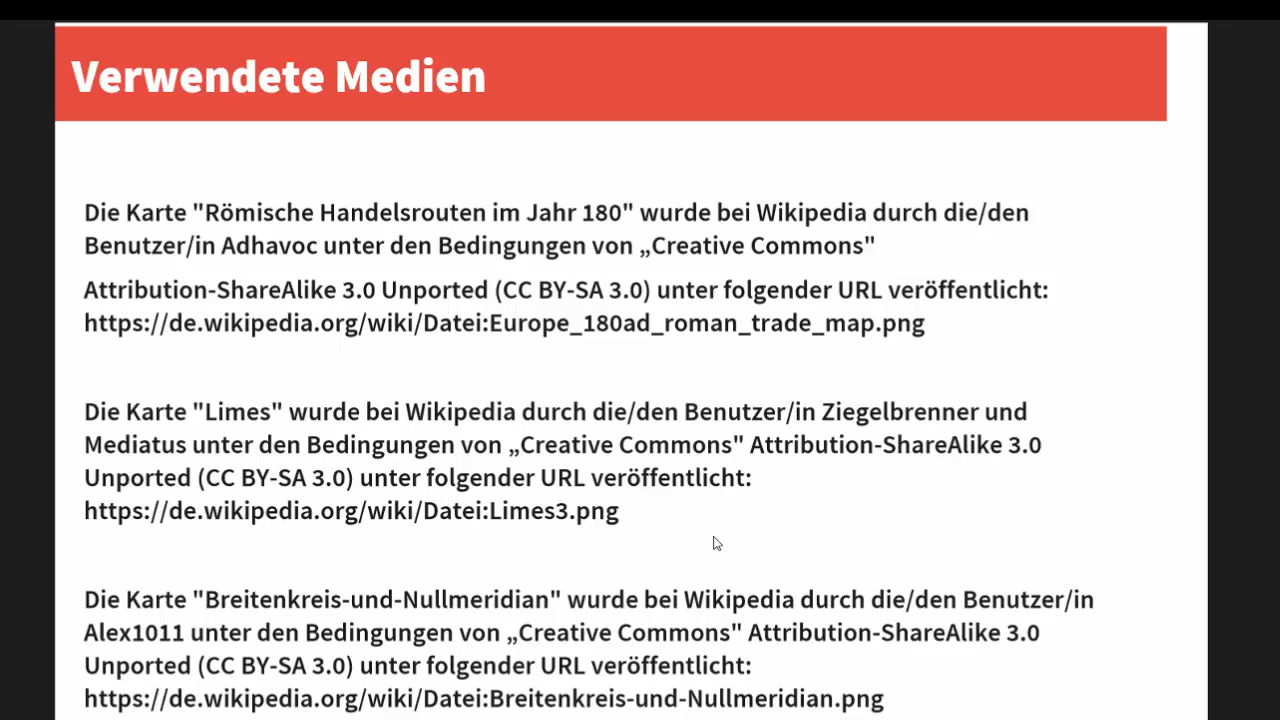 Verwendete Medien
Die Karte "Römische Handelsrouten im Jahr 180" wurde bei Wikipedia durch die/den
Benutzer/in Adhavoc unter den Bedingungen von „Creative Commons"
Attribution-ShareAlike 3.0 Unported (CC BY-SA 3.0) unter folgender URL veröffentlicht:
https://de.wikipedia.org/wiki/Datei:Europe_180ad_roman_trade_map.png
Die Karte "Limes" wurde bei Wikipedia durch die/den Benutzer/in Ziegelbrenner und
Mediatus unter den Bedingungen von „Creative Commons" Attribution-ShareAlike 3.0
Unported (CC BY-SA 3.0) unter folgender URL veröffentlicht:
https://de.wikipedia.org/wiki/Datei:Limes3.png
Die Karte "Breitenkreis-und-Nullmeridian" wurde bei Wikipedia durch die/den Benutzer/in
Alex1011 unter den Bedingungen von „Creative Commons" Attribution-ShareAlike 3.0
Unported (CC BY-SA 3.0) unter folgender URL veröffentlicht:
https://de.wikipedia.org/wiki/Datei:Breitenkreis-und-Nullmeridian.png